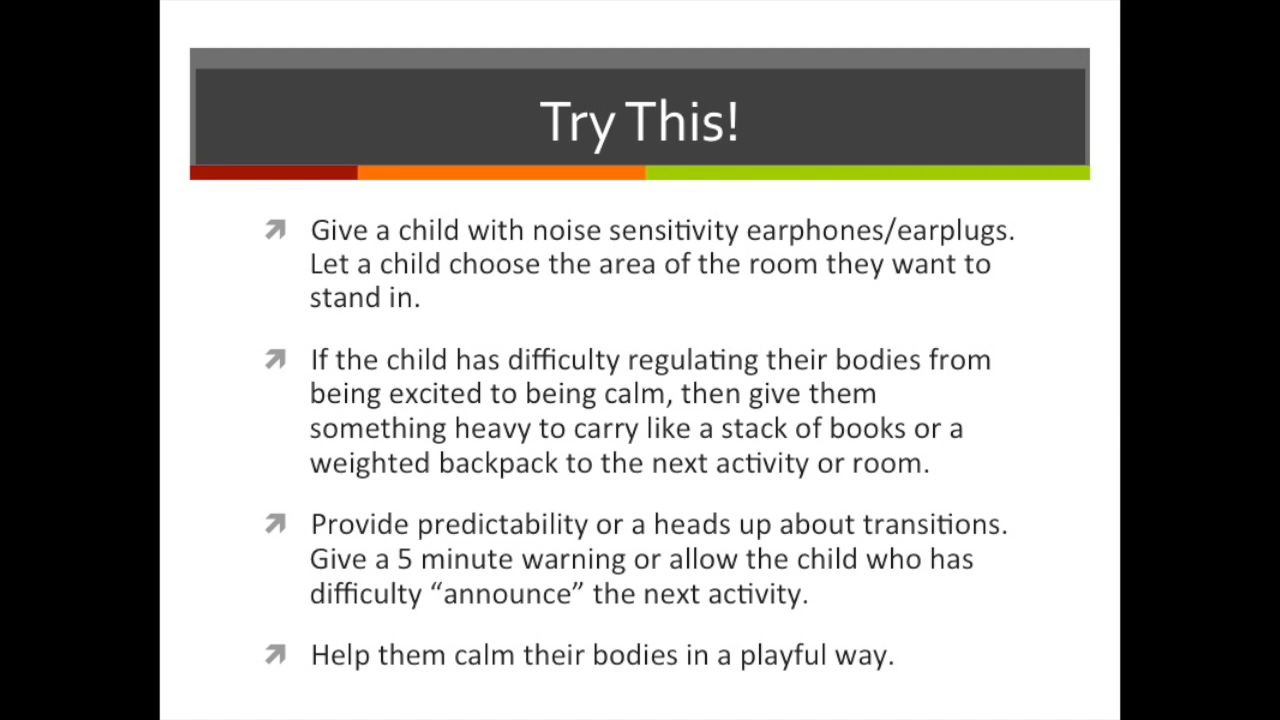 Try This!
Give a child with noise sensitivity earphones/earplugs.
Let a child choose the area of the room they want to
stand in.
If the child has difficulty regulating their bodies from
being excited to being calm, then give them
something heavy to carry like a stack of books or a
weighted backpack to the next activity or room.
Provide predictability or a heads up about transitions.
Give a 5 minute warning or allow the child who has
difficulty “announce” the next activity.
Help them calm their bodies in a playful way.